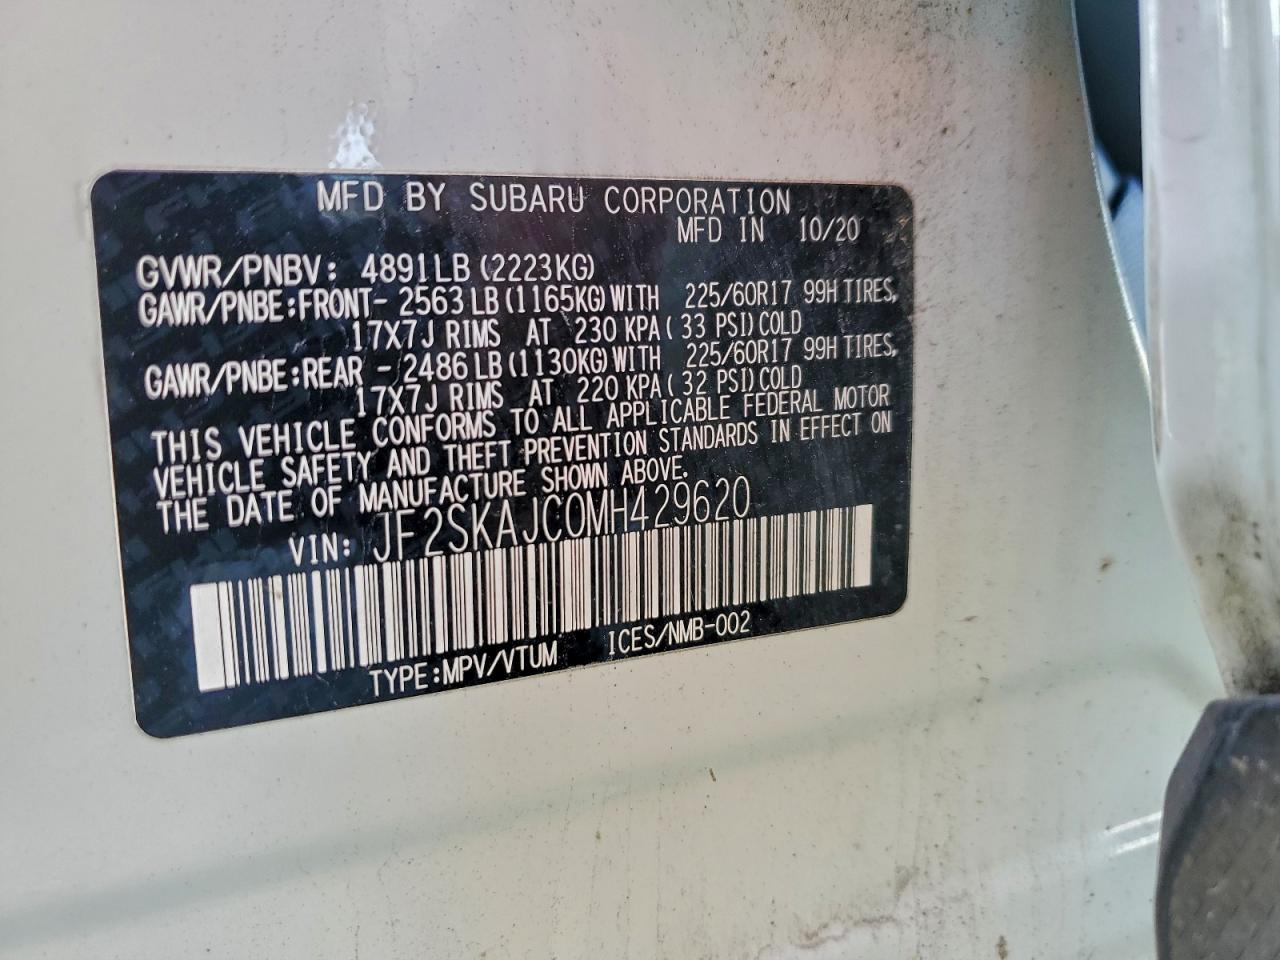 MFD BY SUBARU CORPORATION
MFD IN 10/20
GVWR/PNBV: 4891LB (2223KG)
GAWR/PNBE:FRONT- 2563 LB (1165KG) WITH 225/60R17 99H TIRES,
17X7J RIMS AT 230 KPA ( 33 PSI) COLD
GAWR/PNBE:REAR - 2486 LB (1130KG) WITH 225/60R17 99H TIRES,
17X7J RIMS AT 220 KPA ( 32 PSI) COLD
THIS VEHICLE CONFORMS TO ALL APPLICABLE FEDERAL MOTOR
VEHICLE SAFETY AND THEFT PREVENTION STANDARDS IN EFFECT ON
THE DATE OF MANUFACTURE SHOWN ABOVE.
VIN: JF2SKAJC0MH429620
TYPE:MPV/VTUM ICES/NMB-002